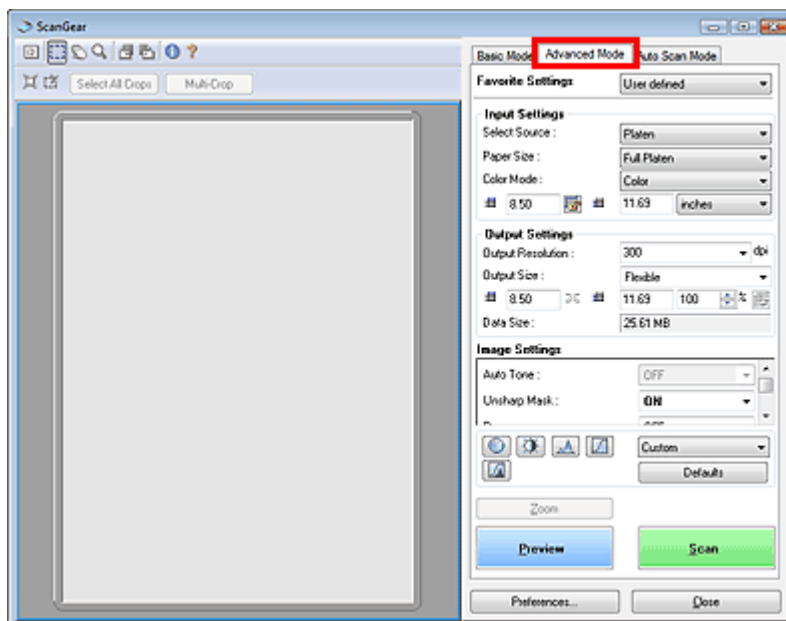 ScanGear
Basic Mode Advanced Mode Auto Scan Mode
Select All Crops Multi-Crop
Favorite Settings User defined
Input Settings
Select Source : Platen
Paper Size : Full Platen
Color Mode : Color
8.50 11.69 inches
Output Settings
Output Resolution : 300 dpi
Output Size : Flexible
8.50 11.69 100 %
Data Size : 25.61 MB
Image Settings
Auto Tone : OFF
Unsharp Mask : ON
Custom
Defaults
Zoom
Preview Scan
Preferences... Close